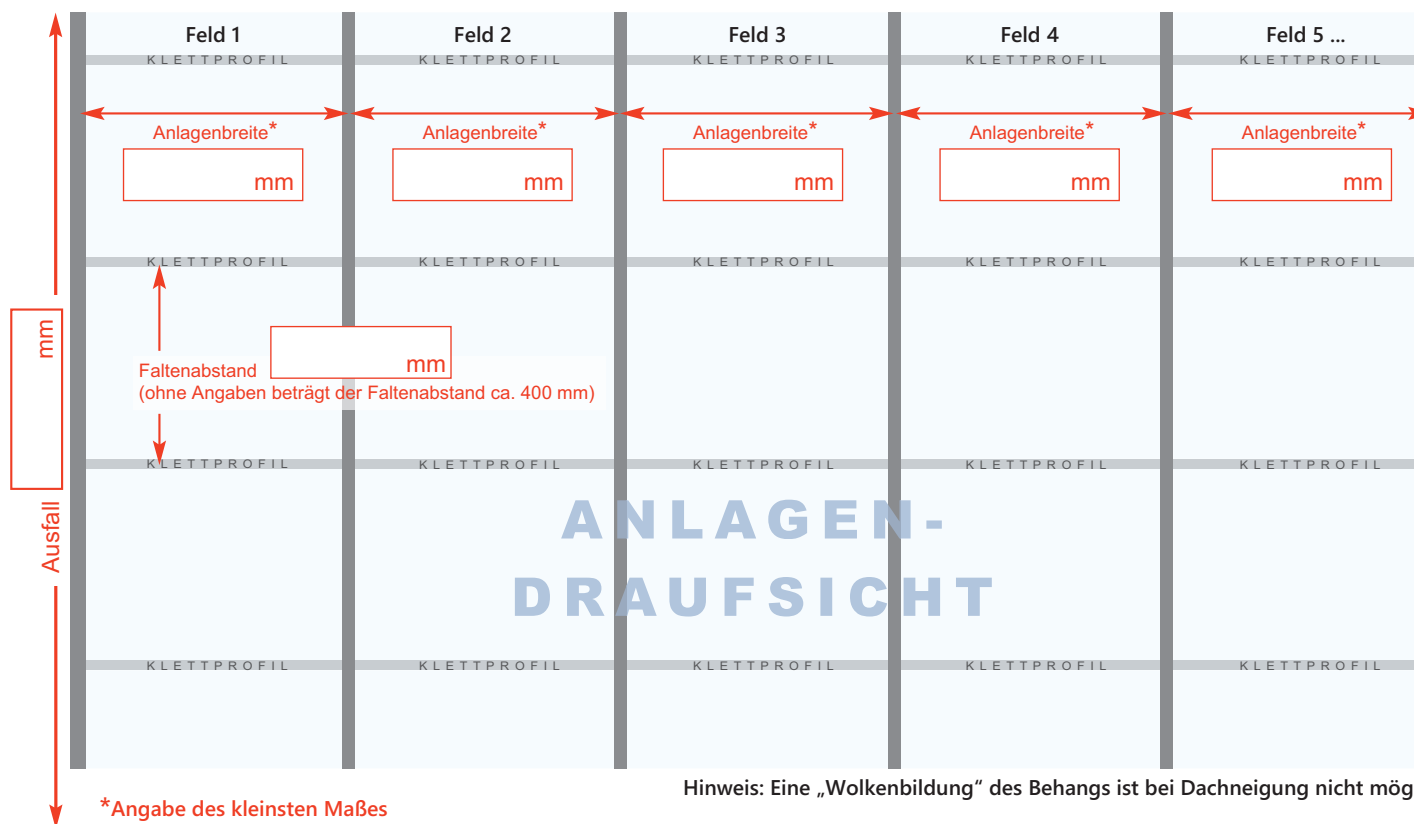 Feld 1 Feld 2 Feld 3 Feld 4 Feld 5 ...
KLETTPROFIL KLETTPROFIL KLETTPROFIL KLETTPROFIL KLETTPROFIL
Anlagenbreite* Anlagenbreite* Anlagenbreite* Anlagenbreite* Anlagenbreite*
mm mm mm mm mm
KLETTPROFIL KLETTPROFIL KLETTPROFIL KLETTPROFIL KLETTPROFIL
mm
Ausfall
mm
Faltenabstand
(ohne Angaben beträgt der Faltenabstand ca. 400 mm)
KLETTPROFIL KLETTPROFIL KLETTPROFIL KLETTPROFIL KLETTPROFIL
ANLAGEN-
DRAUFSICHT
KLETTPROFIL KLETTPROFIL KLETTPROFIL KLETTPROFIL KLETTPROFIL
Hinweis: Eine „Wolkenbildung“ des Behangs ist bei Dachneigung nicht mög
*Angabe des kleinsten Maßes